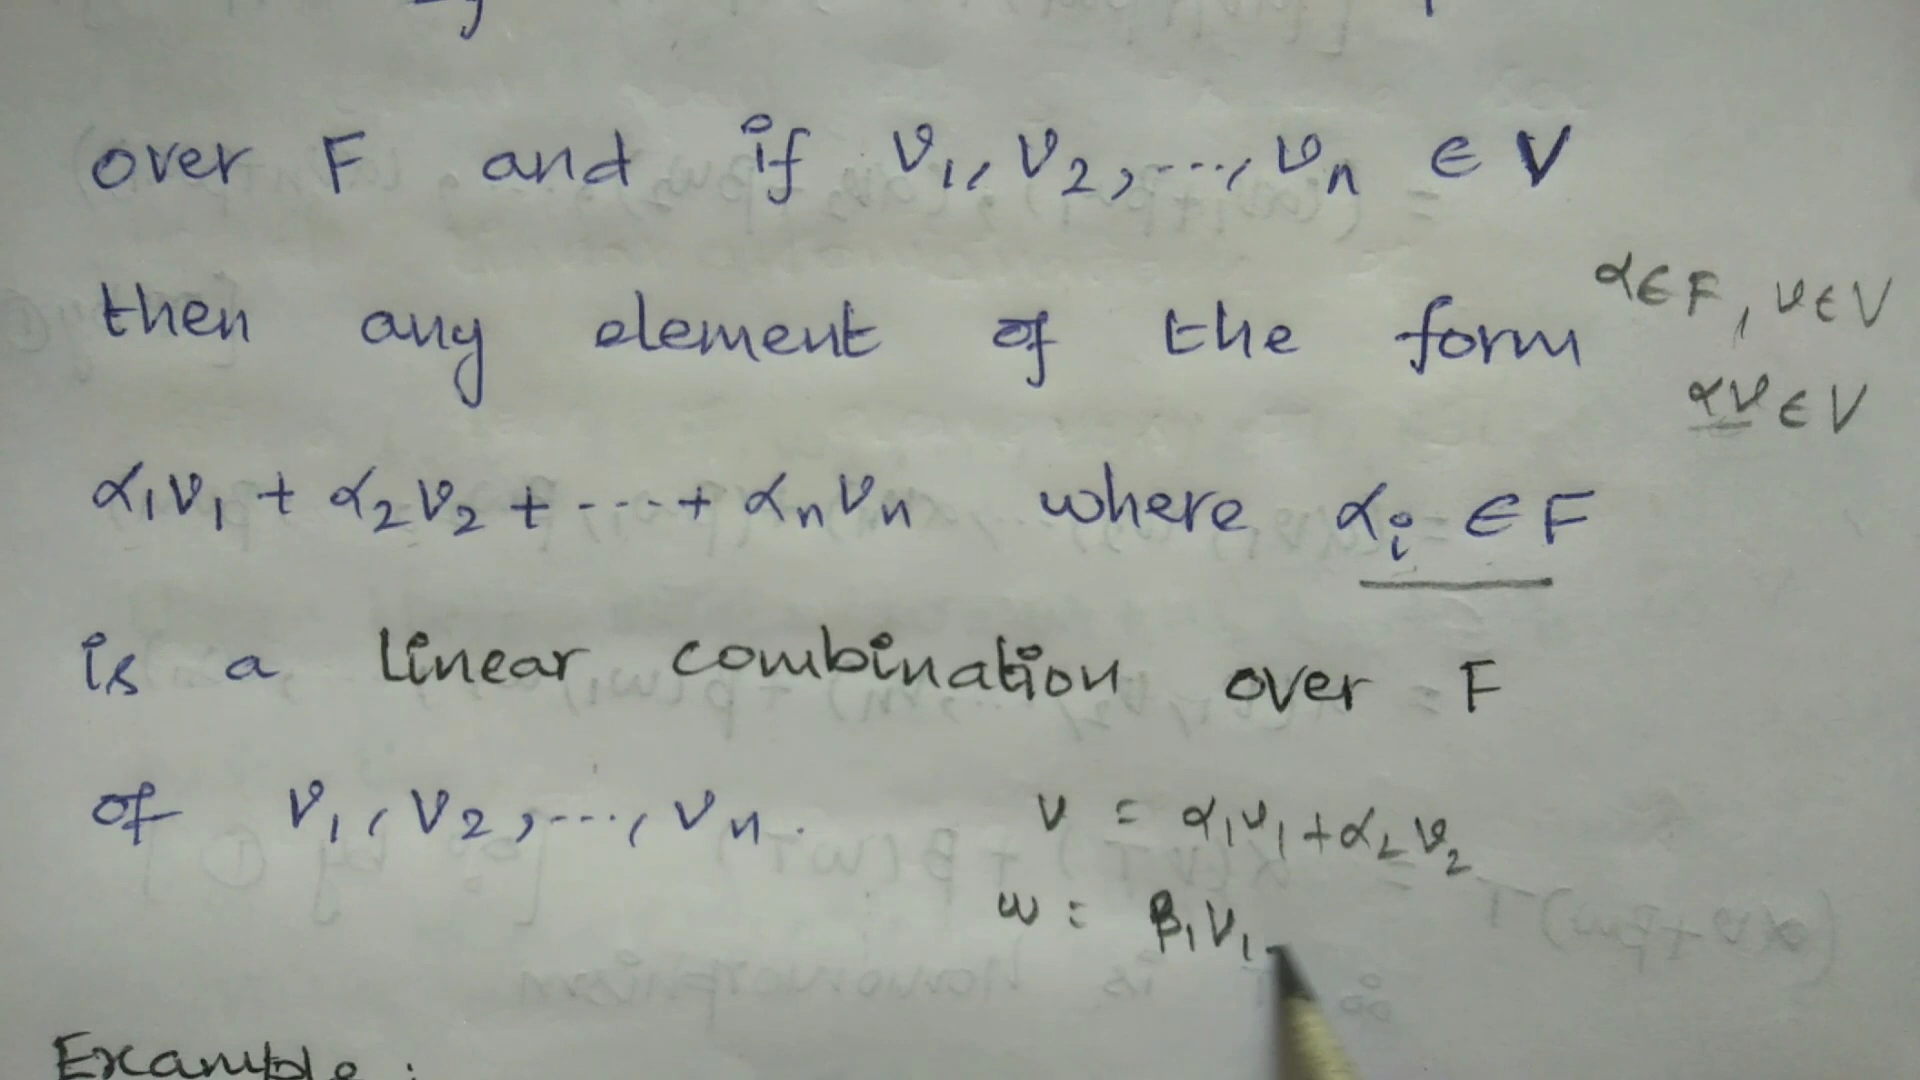 over F and if v₁, v₂, ..., vₙ ∈ V
then any element of the form
α∈F, v∈V
αv∈V
α₁v₁ + α₂v₂ + ... + αₙvₙ where αᵢ ∈ F
is a linear combination over F
of v₁, v₂, ..., vₙ.
v = α₁v₁+α₂v₂
w = β₁v₁
Example: